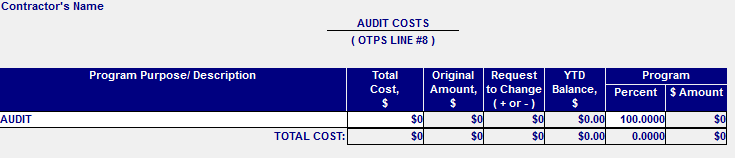 Contractor's Name
AUDIT COSTS
( OTPS LINE #8 )
Program Purpose/ Description Total Cost, $ Original Amount, $ Request to Change ( + or - ) YTD Balance, $ Program
Percent $ Amount
AUDIT $0 $0 $0 $0.00 100.0000 $0
TOTAL COST: $0 $0 $0 $0.00 0.0000 $0